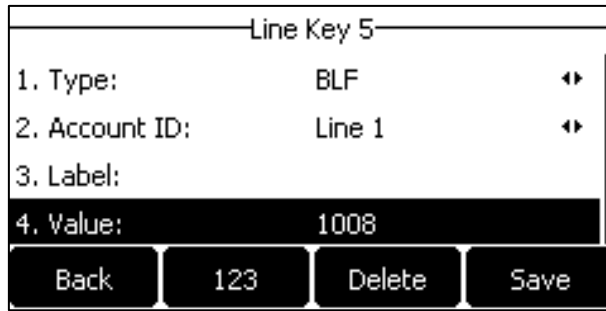 Line Key 5
1. Type: BLF
2. Account ID: Line 1
3. Label:
4. Value: 1008
Back 123 Delete Save